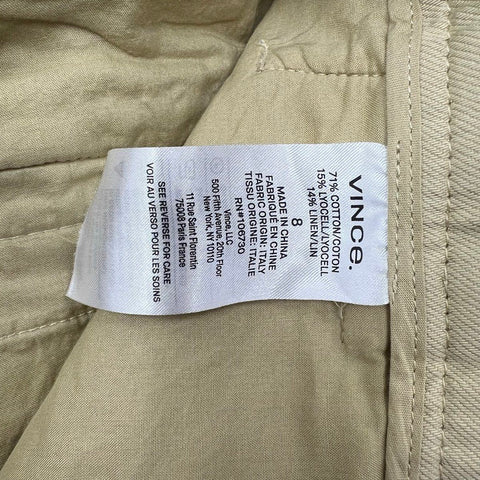 VINCE.
71% COTTON/COTON
15% LYOCELL/LYOCELL
14% LINEN/LIN
8
MADE IN CHINA
FABRIQUÉ EN CHINE
FABRIC ORIGIN: ITALY
TISSU ORIGINE: ITALIE
RN#106730
Vince, LLC
500 Fifth Avenue, 20th Floor
New York, NY 10110
11 Rue Saint Florentin
75008 Paris France
SEE REVERSE FOR CARE
VOIR AU VERSO POUR LES SOINS